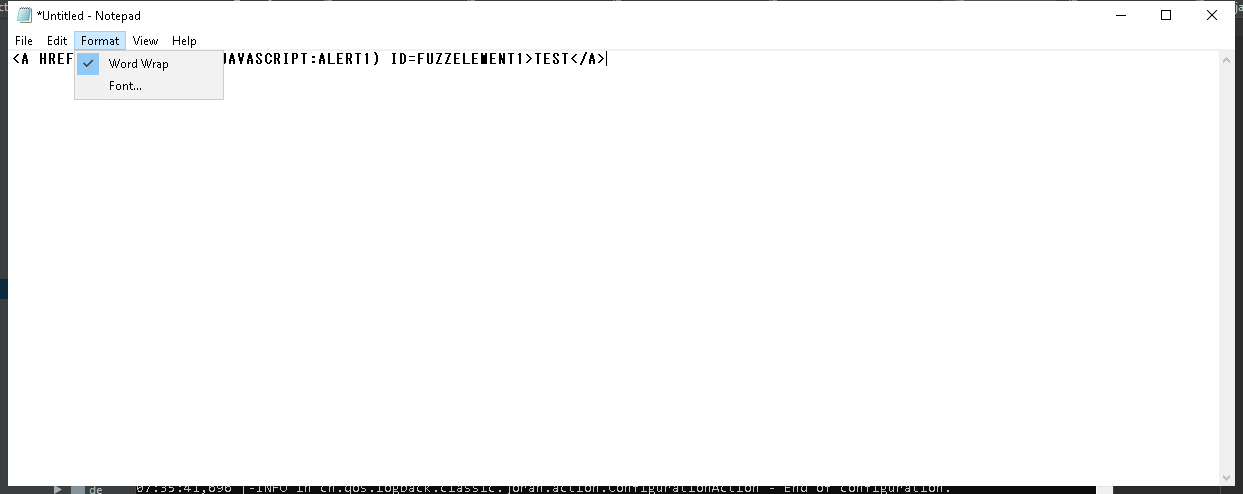 *Untitled - Notepad
File Edit Format View Help
<A HREF JAVASCRIPT:ALERT1) ID=FUZZELEMENT1>TEST</A>
Word Wrap
Font...
de 07:35:41,696 |-INFO in ch.qos.logback.classic.joran.action.ConfigurationAction - End of configuration.